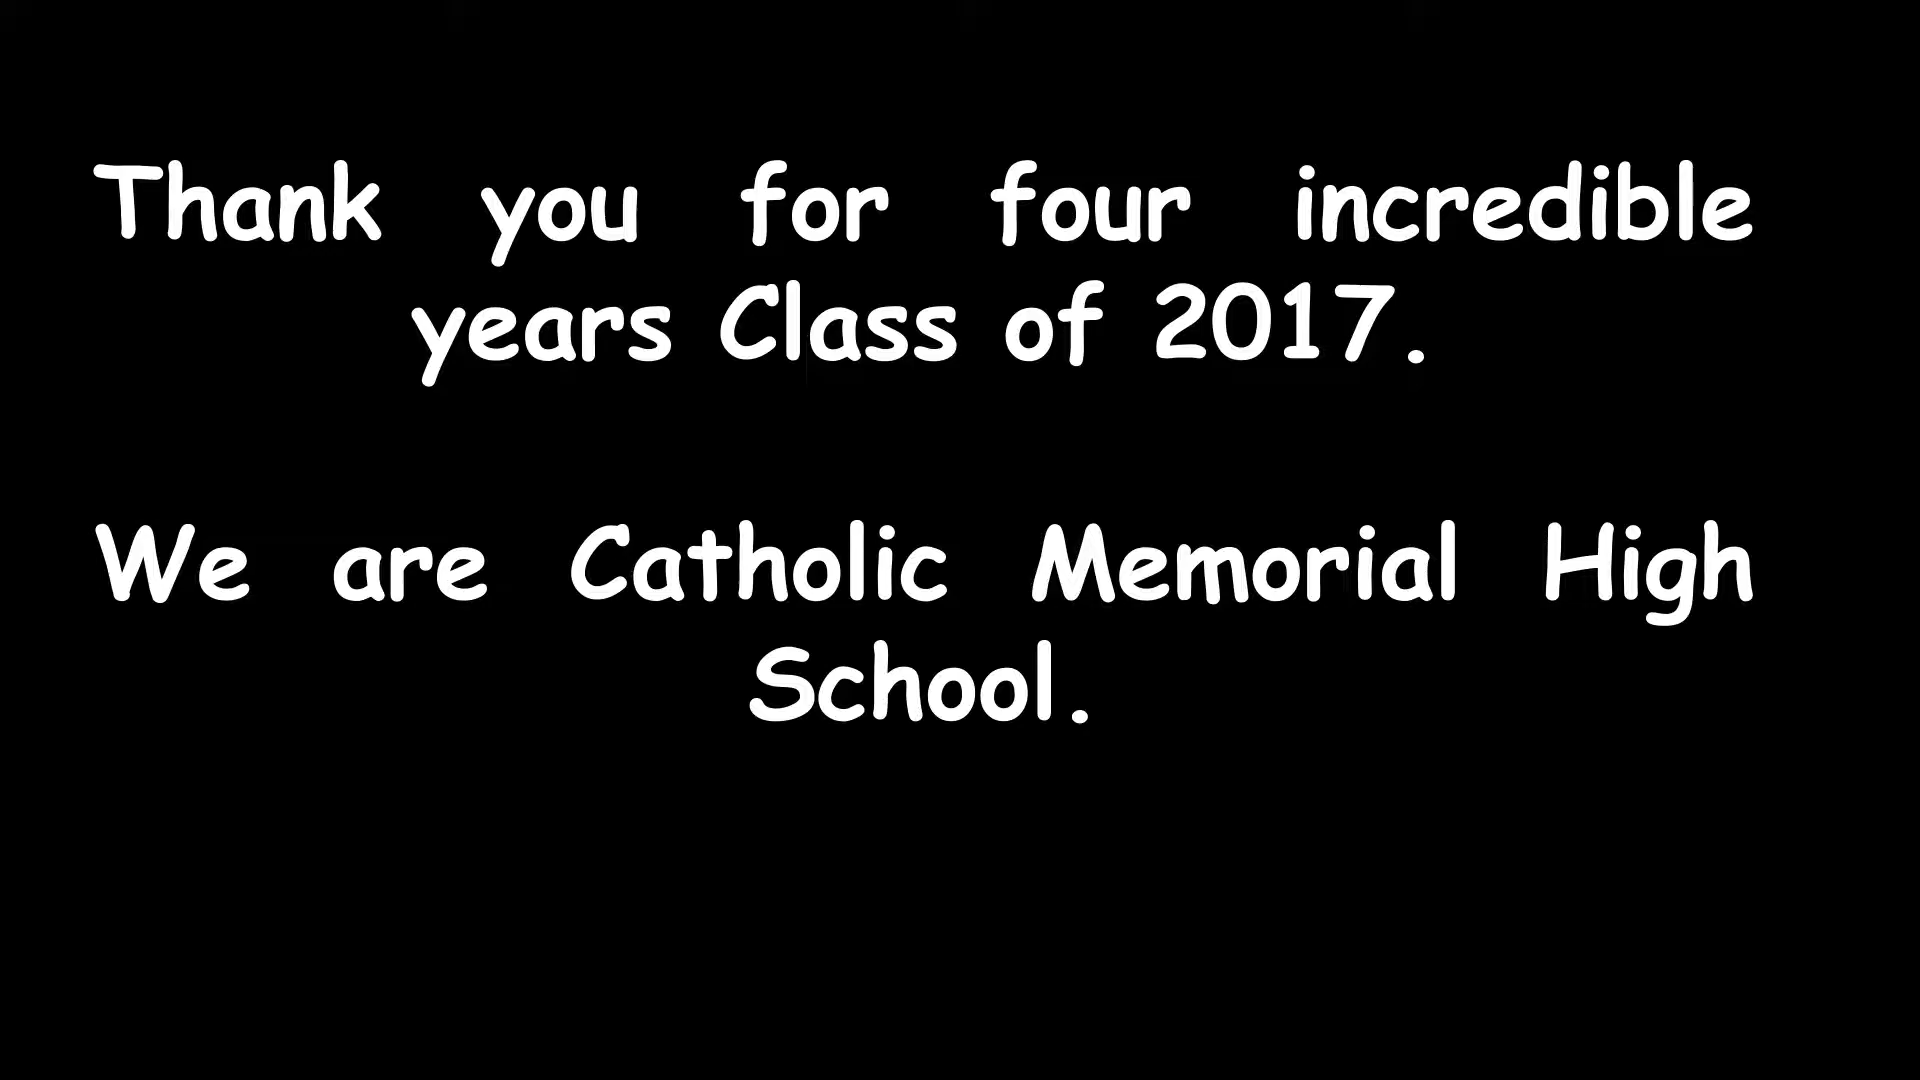 Thank you for four incredible
years Class of 2017.
We are Catholic Memorial High
School.